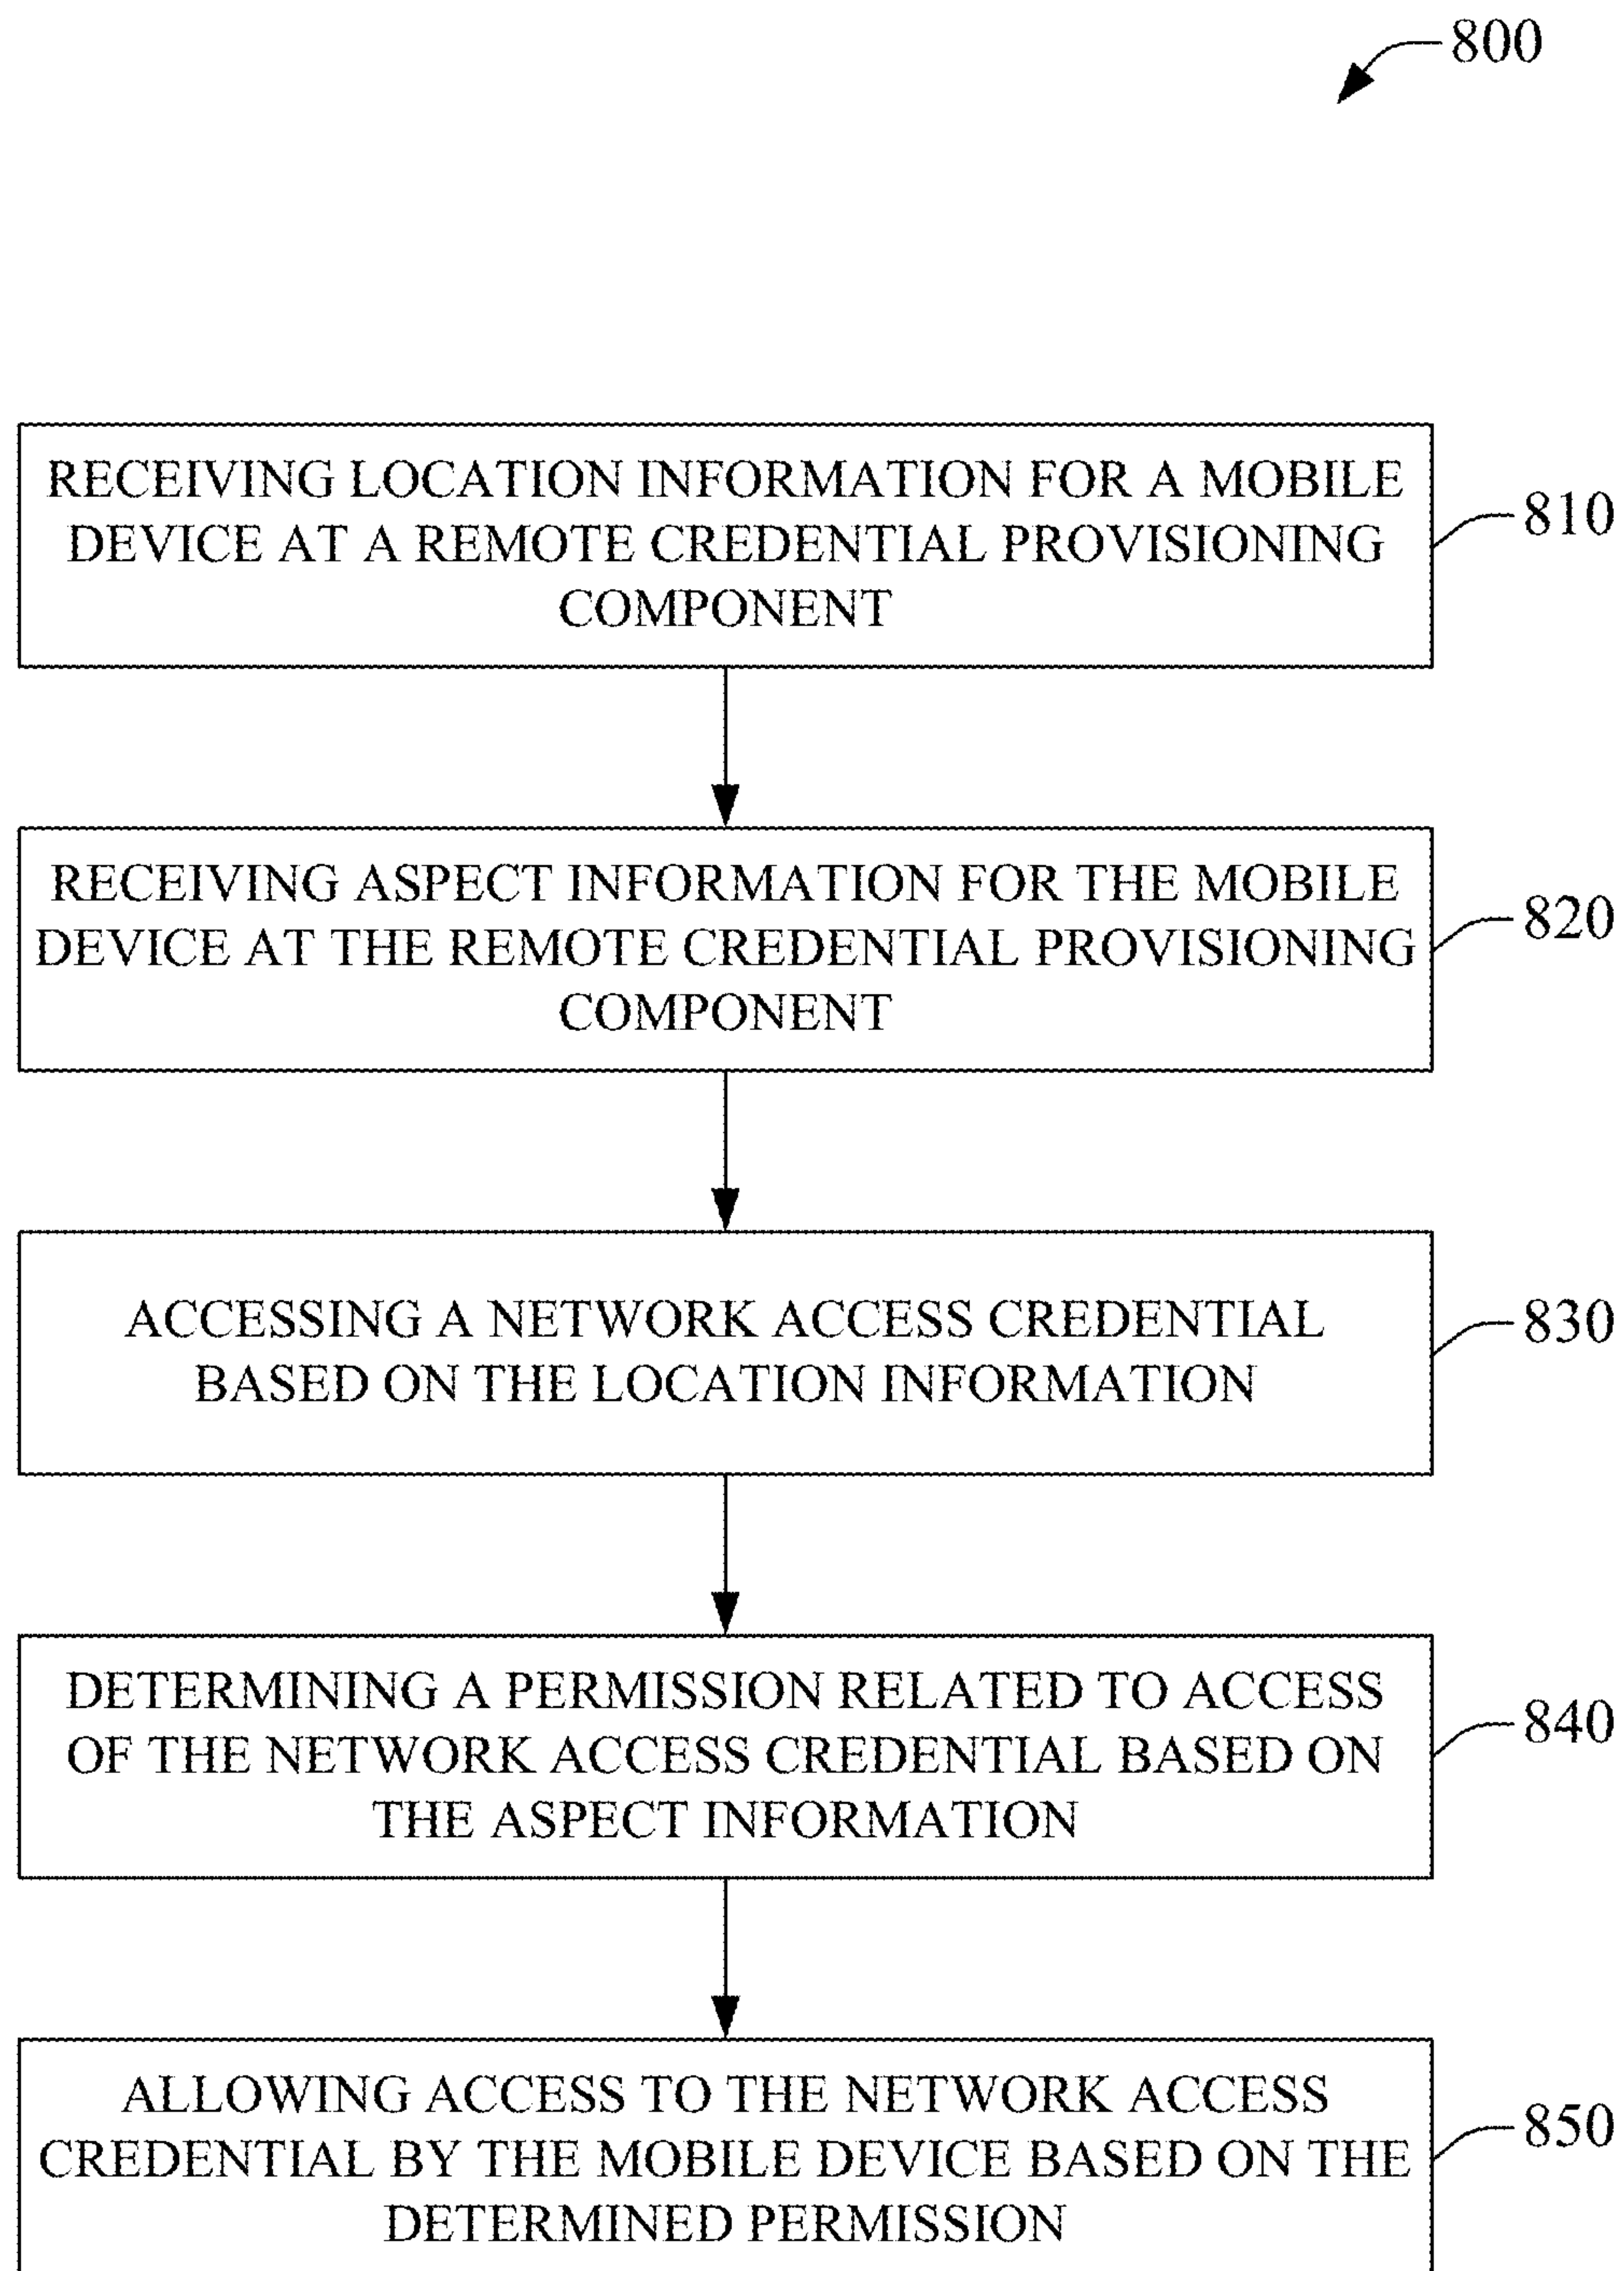 800
RECEIVING LOCATION INFORMATION FOR A MOBILE
DEVICE AT A REMOTE CREDENTIAL PROVISIONING
COMPONENT
810
RECEIVING ASPECT INFORMATION FOR THE MOBILE
DEVICE AT THE REMOTE CREDENTIAL PROVISIONING
COMPONENT
820
ACCESSING A NETWORK ACCESS CREDENTIAL
BASED ON THE LOCATION INFORMATION
830
DETERMINING A PERMISSION RELATED TO ACCESS
OF THE NETWORK ACCESS CREDENTIAL BASED ON
THE ASPECT INFORMATION
840
ALLOWING ACCESS TO THE NETWORK ACCESS
CREDENTIAL BY THE MOBILE DEVICE BASED ON THE
DETERMINED PERMISSION
850